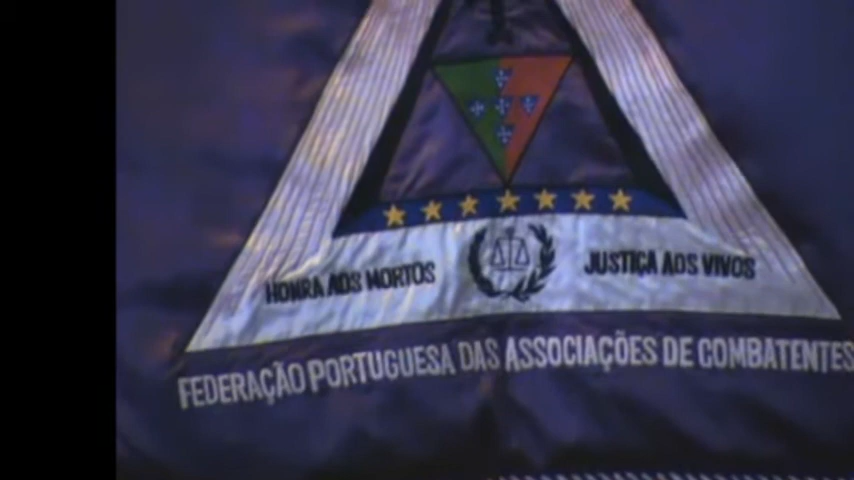 HONRA AOS MORTOS
JUSTIÇA AOS VIVOS
FEDERAÇÃO PORTUGUESA DAS ASSOCIAÇÕES DE COMBATENTES